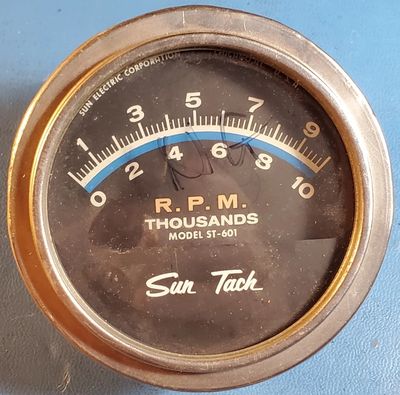 SUN ELECTRIC CORPORATION
1 3 5 7 9
0 2 4 6 8 10
R.P.M.
THOUSANDS
MODEL ST-601
Sun Tach